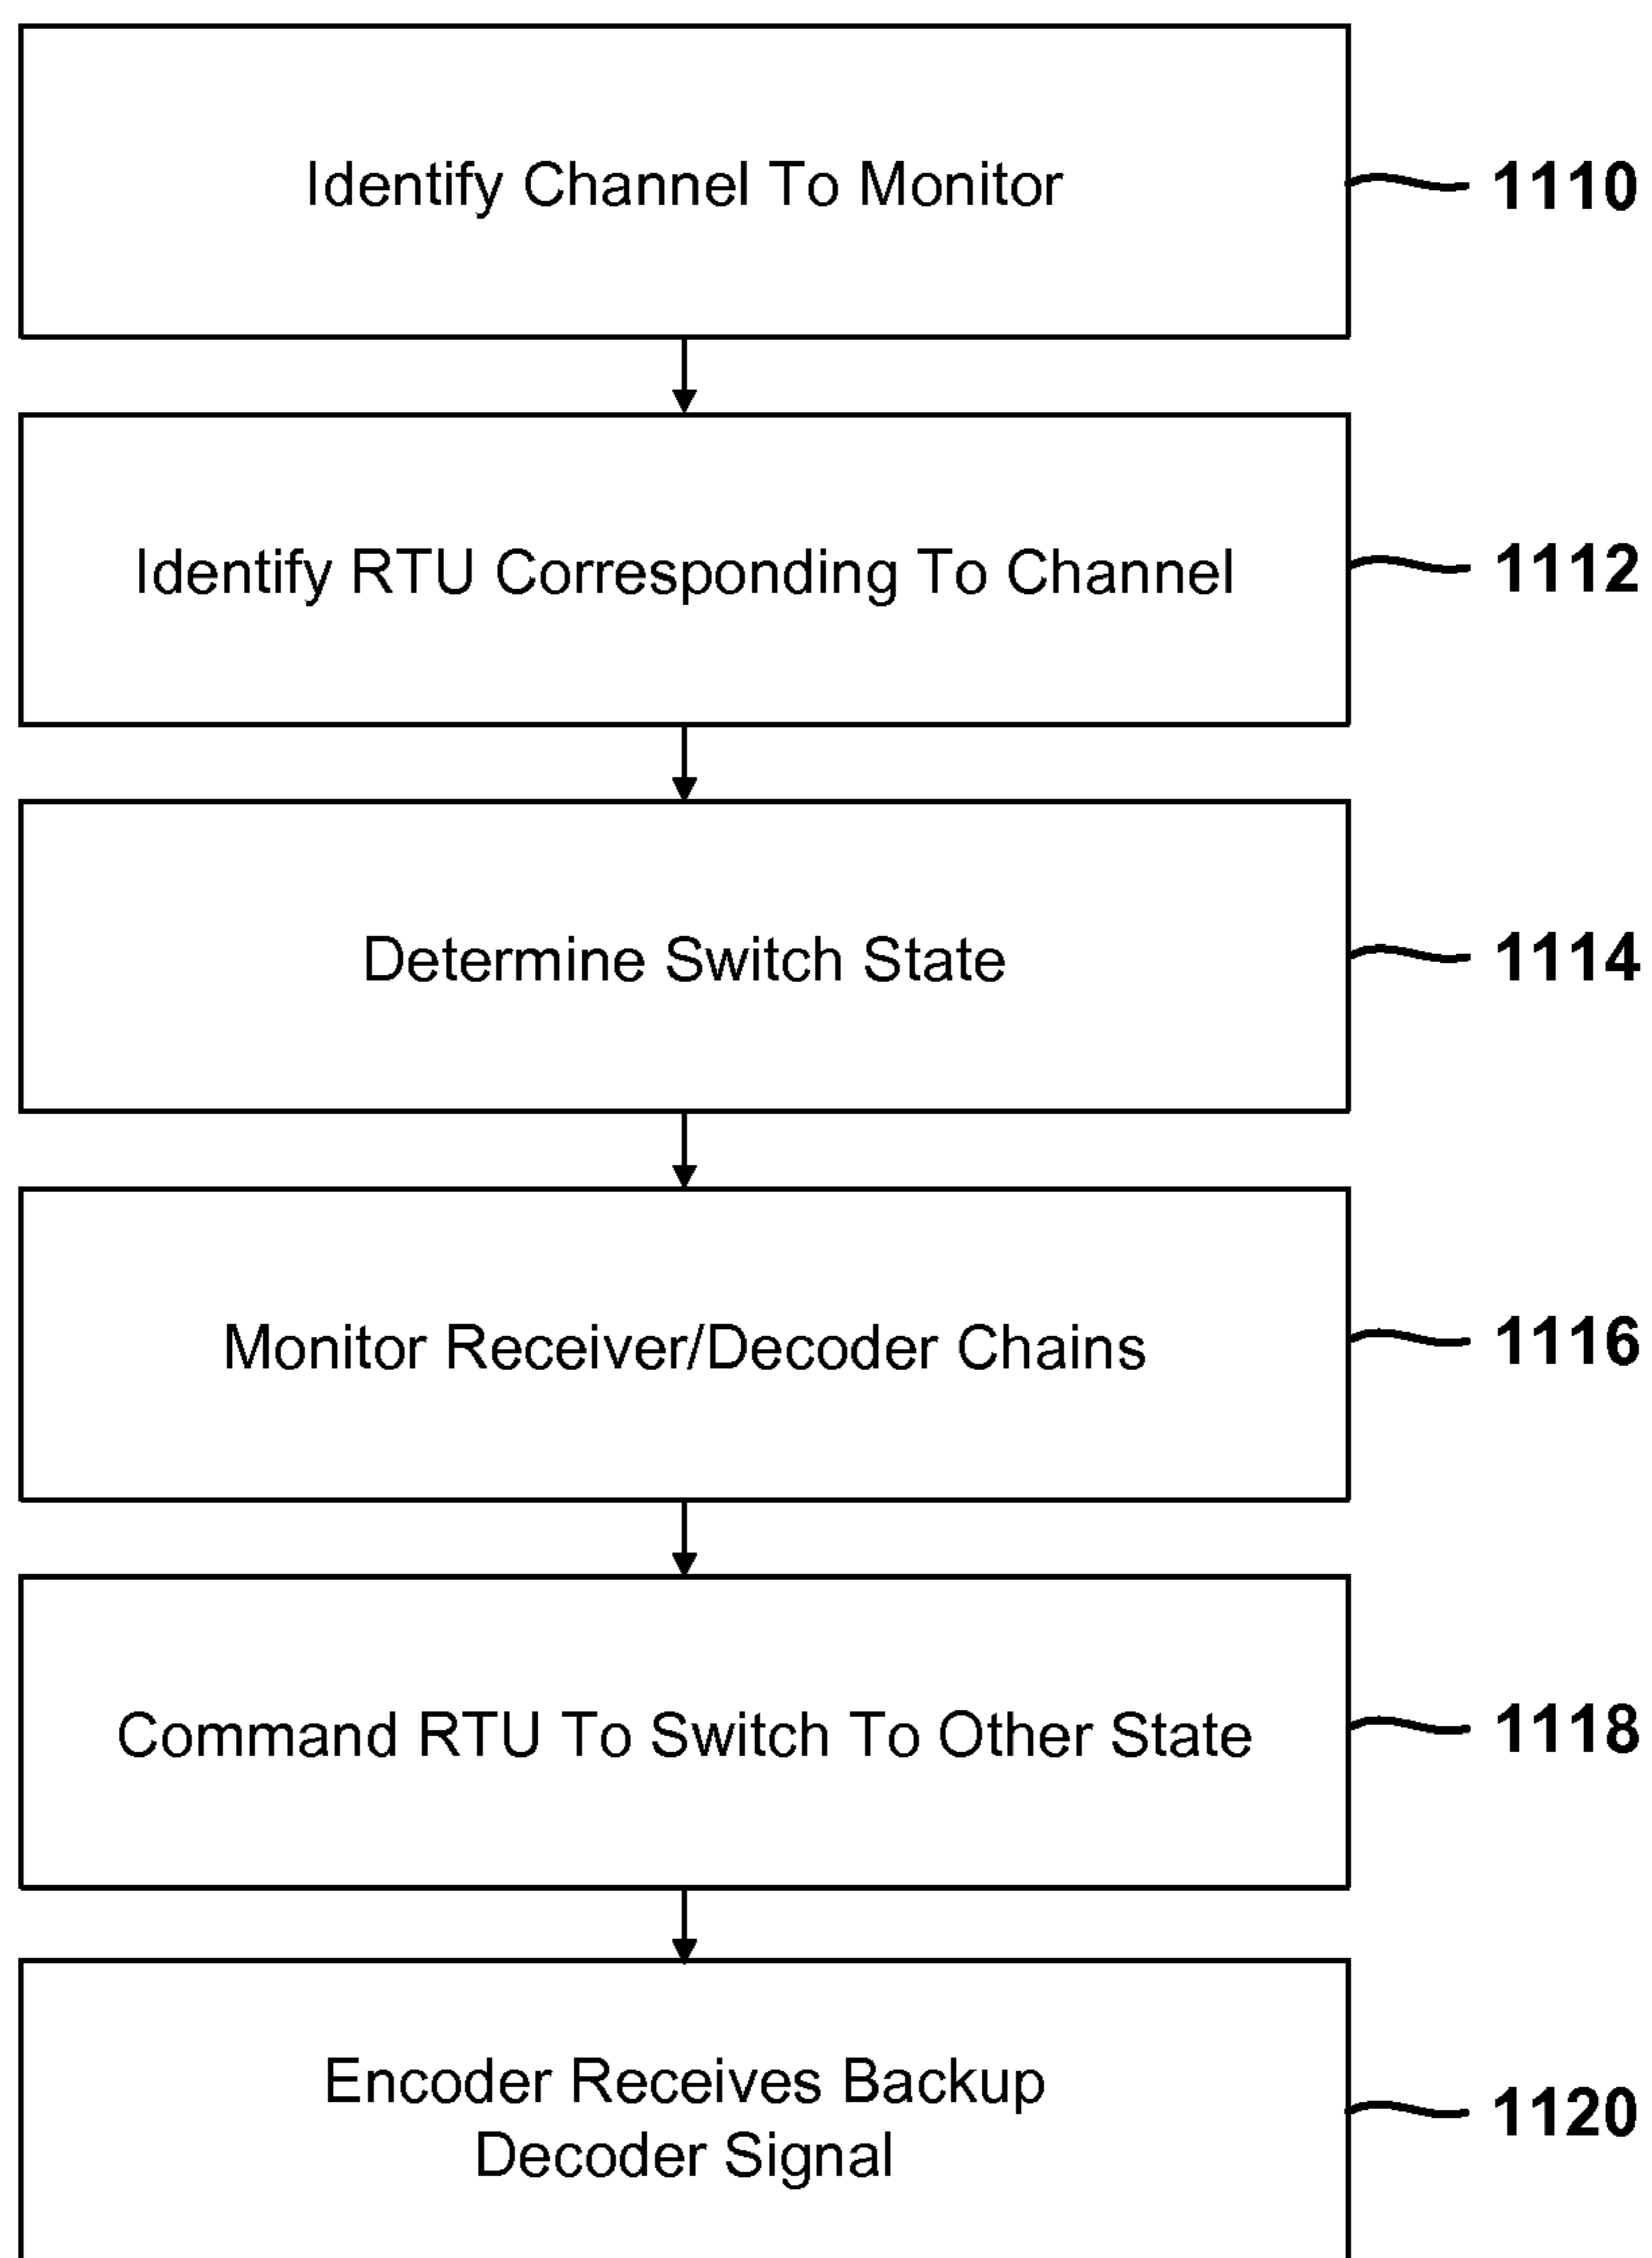 Identify Channel To Monitor
1110
Identify RTU Corresponding To Channel
1112
Determine Switch State
1114
Monitor Receiver/Decoder Chains
1116
Command RTU To Switch To Other State
1118
Encoder Receives Backup
Decoder Signal
1120